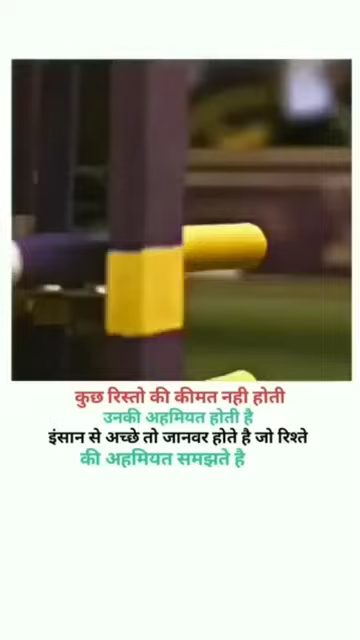 कुछ रिस्तो की कीमत नही होती
उनकी अहमियत होती है
इंसान से अच्छे तो जानवर होते है जो रिश्ते
की अहमियत समझते है